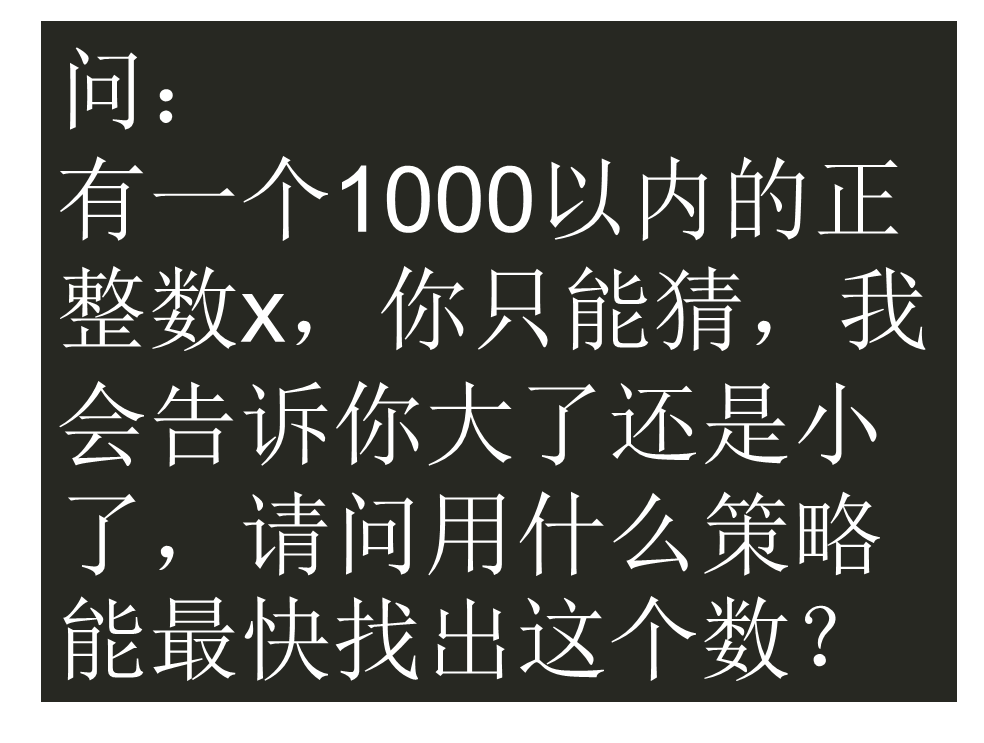 问：
有一个1000以内的正
整数x，你只能猜，我
会告诉你大了还是小
了，请问用什么策略
能最快找出这个数？